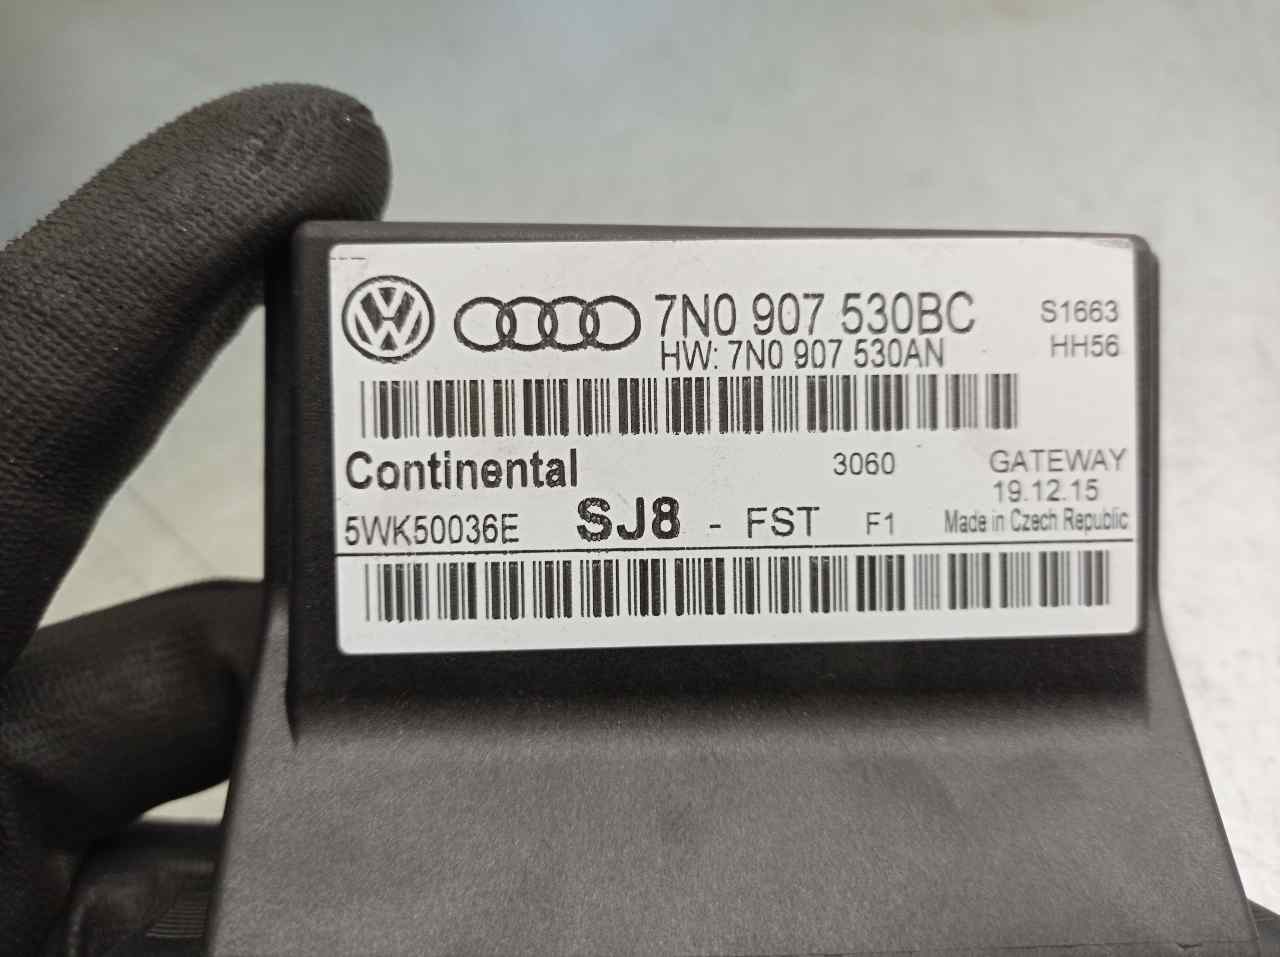 7N0 907 530BC S1663
HW: 7N0 907 530AN HH56
Continental 3060 GATEWAY
19.12.15
5WK50036E SJ8 - FST F1 Made in Czech Republic